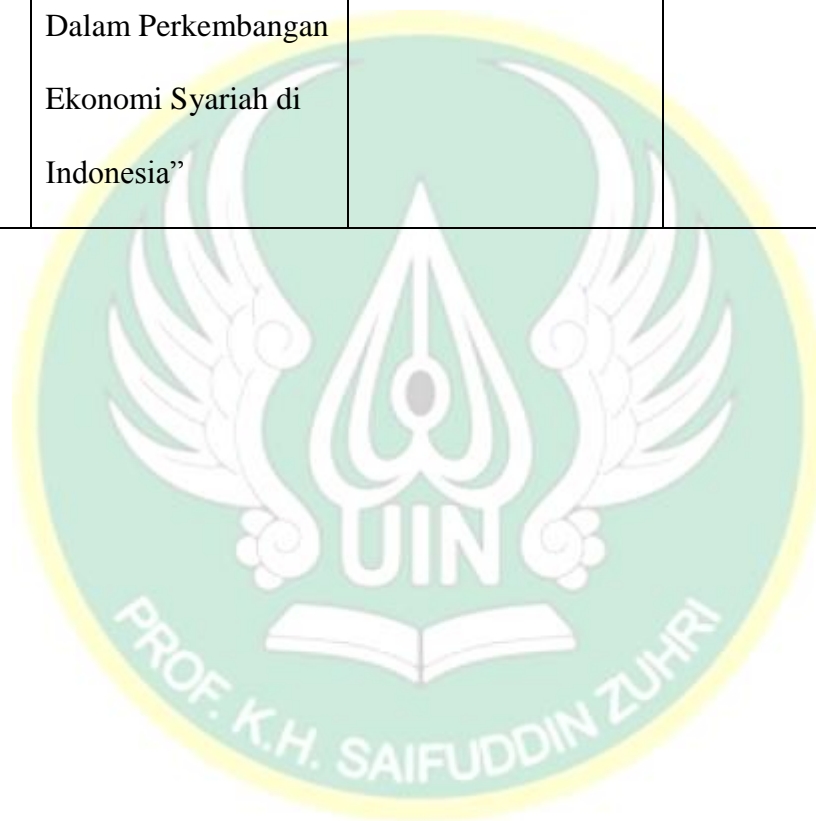 Dalam Perkembangan
Ekonomi Syariah di
Indonesia”
UIN
PROF. K.H. SAIFUDDIN ZUHRI